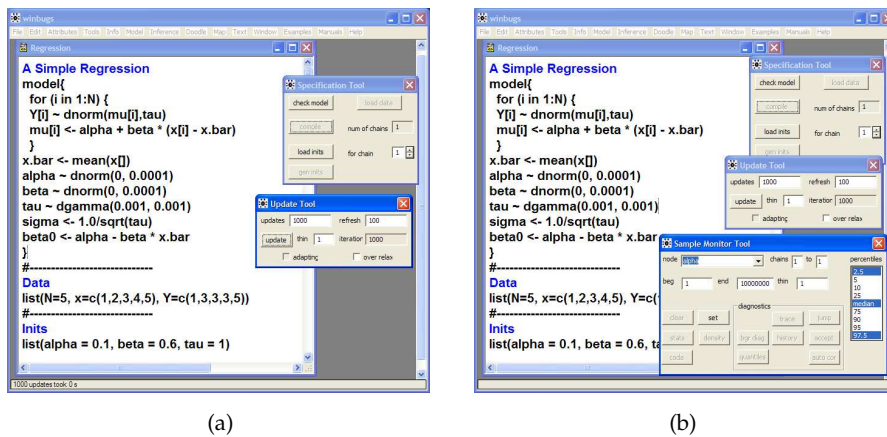 winbugs
File Edit Attributes Tools Info Model Inference Doodle Map Text Window Examples Manuals Help
Regression
A Simple Regression
model{
for (i in 1:N) {
Y[i] ~ dnorm(mu[i],tau)
mu[i] <- alpha + beta * (x[i] - x.bar)
}
x.bar <- mean(x[])
alpha ~ dnorm(0, 0.0001)
beta ~ dnorm(0, 0.0001)
tau ~ dgamma(0.001, 0.001)
sigma <- 1.0/sqrt(tau)
beta0 <- alpha - beta * x.bar
}
#----------------------------
Data
list(N=5, x=c(1,2,3,4,5), Y=c(1,3,3,3,5))
#----------------------------
Inits
list(alpha = 0.1, beta = 0.6, tau = 1)
Specification Tool
check model load data
compile num of chains 1
load inits for chain 1
gen inits
Update Tool
updates 1000 refresh 100
update thin 1 iteration 1000
adapting over relax
1000 updates took 0 s
(a)
winbugs
File Edit Attributes Tools Info Model Inference Doodle Map Text Window Examples Manuals Help
Regression
A Simple Regression
model{
for (i in 1:N) {
Y[i] ~ dnorm(mu[i],tau)
mu[i] <- alpha + beta * (x[i] - x.bar)
}
x.bar <- mean(x[])
alpha ~ dnorm(0, 0.0001)
beta ~ dnorm(0, 0.0001)
tau ~ dgamma(0.001, 0.001)
sigma <- 1.0/sqrt(tau)
beta0 <- alpha - beta * x.bar
}
#----------------------------
Data
list(N=5, x=c(1,2,3,4,5), Y=c(1
#----------------------------
Inits
list(alpha = 0.1, beta = 0.6, ta
Specification Tool
check model load data
compile num of chains 1
load inits for chain 1
gen inits
Update Tool
updates 1000 refresh 100
update thin 1 iteration 1000
adapting over relax
Sample Monitor Tool
node alpha chains 1 to 1 percentiles
beg 1 end 10000000 thin 1
2.5
5
10
25
median
75
90
95
97.5
diagnostics
clear set trace jump
stats density bgr diag history accept
coda quantiles auto cor
(b)